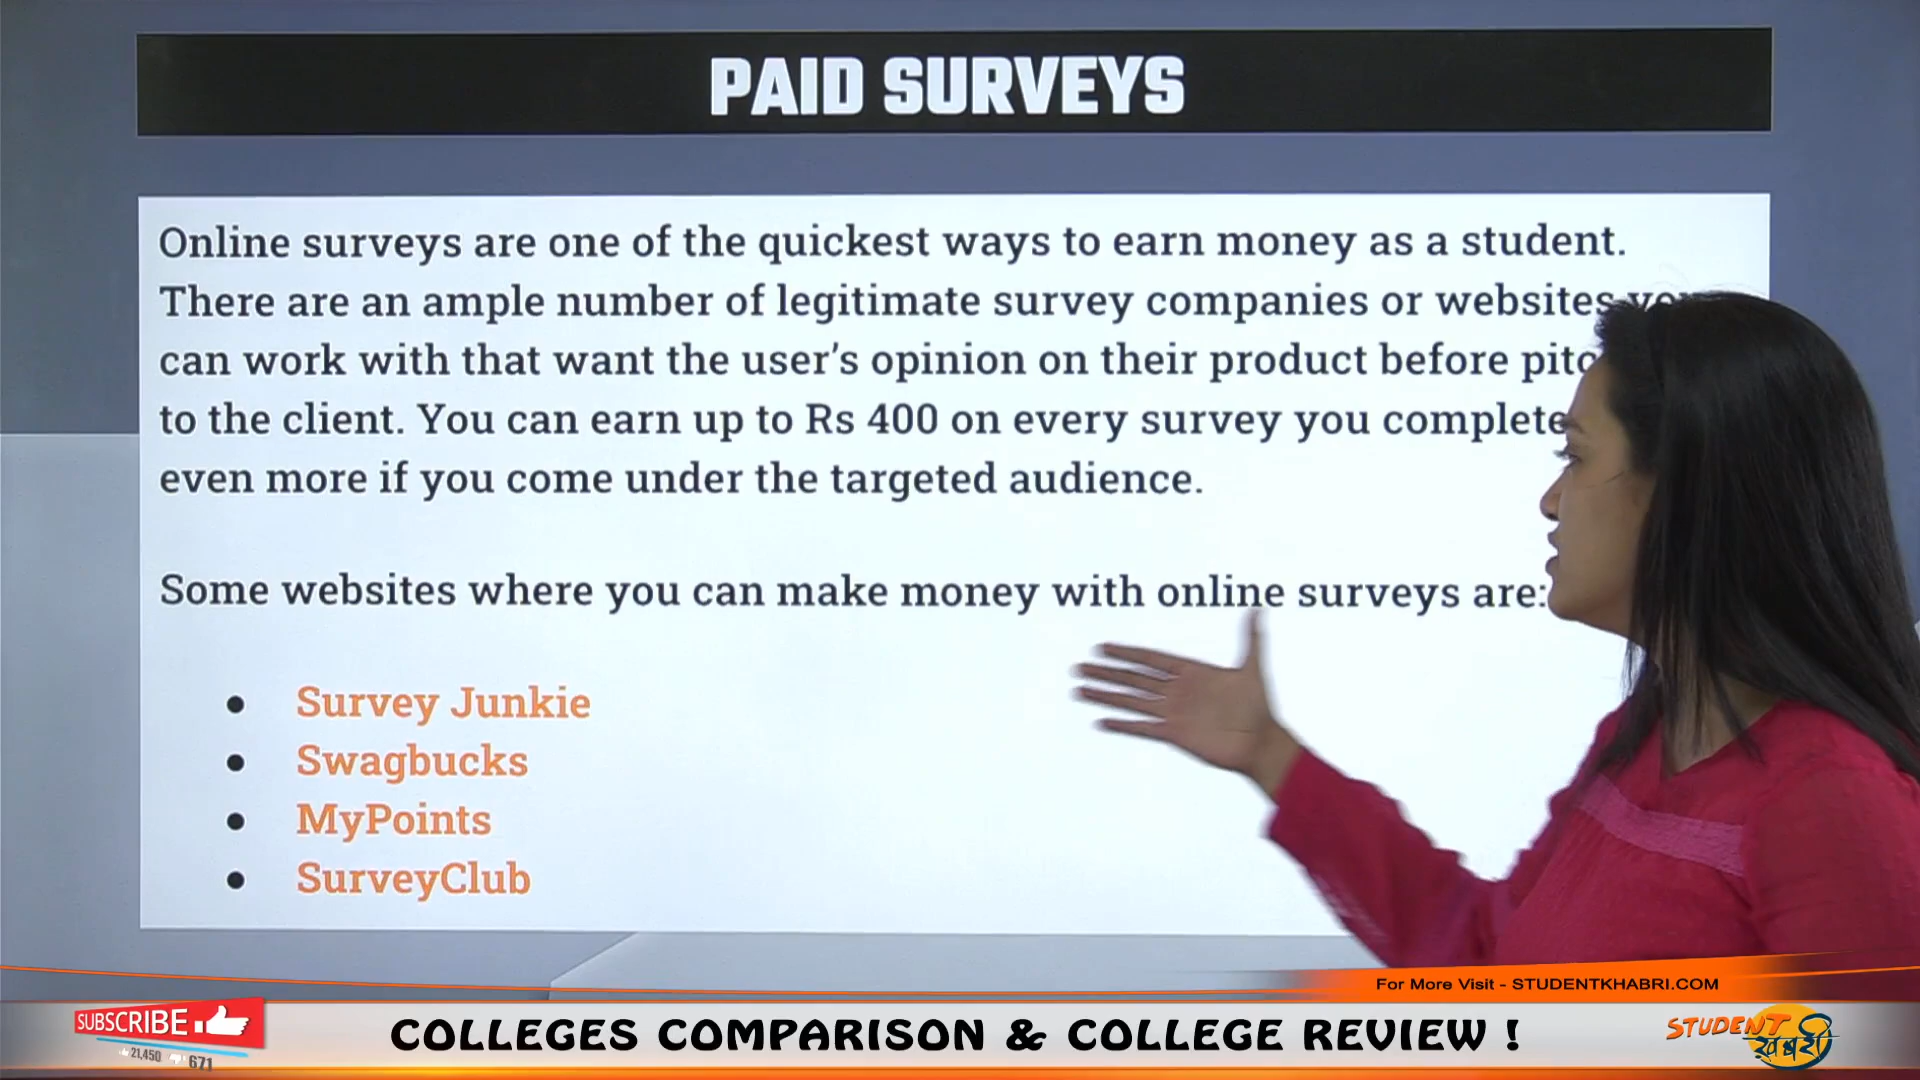 PAID SURVEYS
Online surveys are one of the quickest ways to earn money as a student.
There are an ample number of legitimate survey companies or websites
can work with that want the user's opinion on their product before
to the client. You can earn up to Rs 400 on every survey you complete
even more if you come under the targeted audience.
Some websites where you can make money with online surveys are:
● Survey Junkie
● Swagbucks
● MyPoints
● SurveyClub
For More Visit - STUDENTKHABRI.COM
SUBSCRIBE
21,450 671
COLLEGES COMPARISON & COLLEGE REVIEW !
STUDENT
खबरी